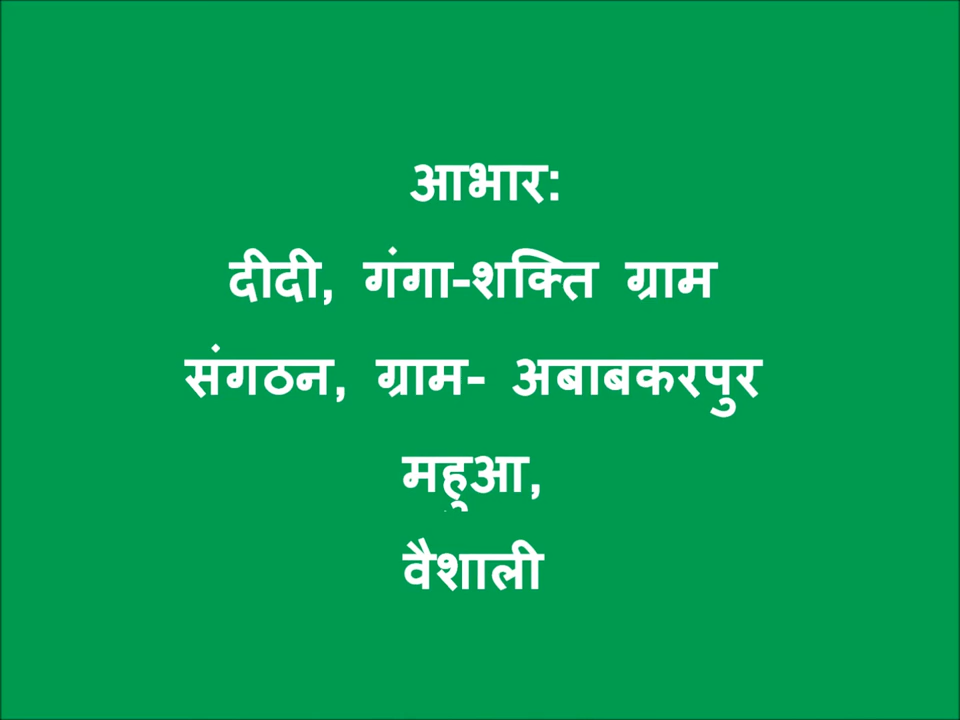 आभार:
दीदी, गंगा-शक्ति ग्राम
संगठन, ग्राम- अबाबकरपुर
महुआ,
वैशाली